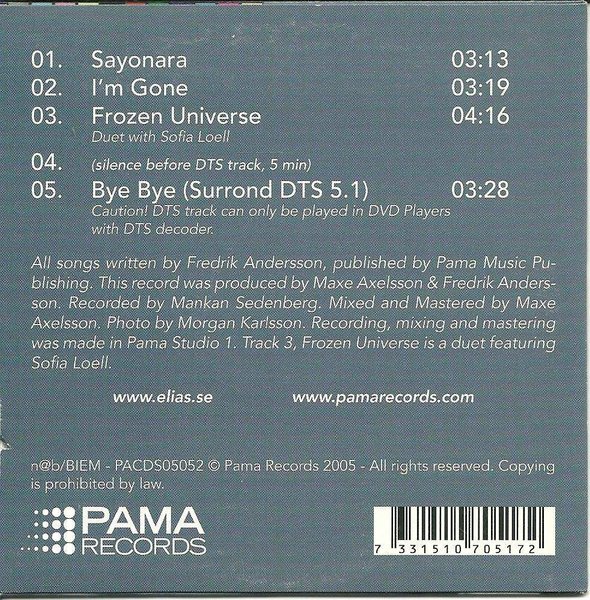 01. Sayonara 03:13
02. I'm Gone 03:19
03. Frozen Universe 04:16
Duet with Sofia Loell
04. (silence before DTS track, 5 min)
05. Bye Bye (Surrond DTS 5.1) 03:28
Caution! DTS track can only be played in DVD Players
with DTS decoder.
All songs written by Fredrik Andersson, published by Pama Music Pu-
blishing. This record was produced by Maxe Axelsson & Fredrik Anders-
son. Recorded by Mankan Sedenberg. Mixed and Mastered by Maxe
Axelsson. Photo by Morgan Karlsson. Recording, mixing and mastering
was made in Pama Studio 1. Track 3, Frozen Universe is a duet featuring
Sofia Loell.
www.elias.se www.pamarecords.com
n@b/BIEM - PACDS05052 © Pama Records 2005 - All rights reserved. Copying
is prohibited by law.
PAMA
RECORDS
7 331510 705172